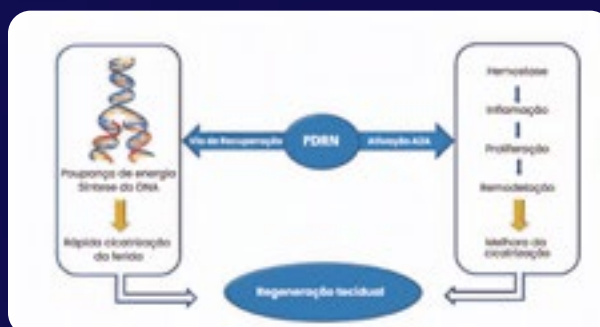 Poupança de energia
Síntese do DNA
Rápida cicatrização
da ferida
Via de Recuperação
PDRN
Ativação A2A
Hemostase
Inflamação
Proliferação
Remodelação
Melhora da
cicatrização
Regeneração tecidual